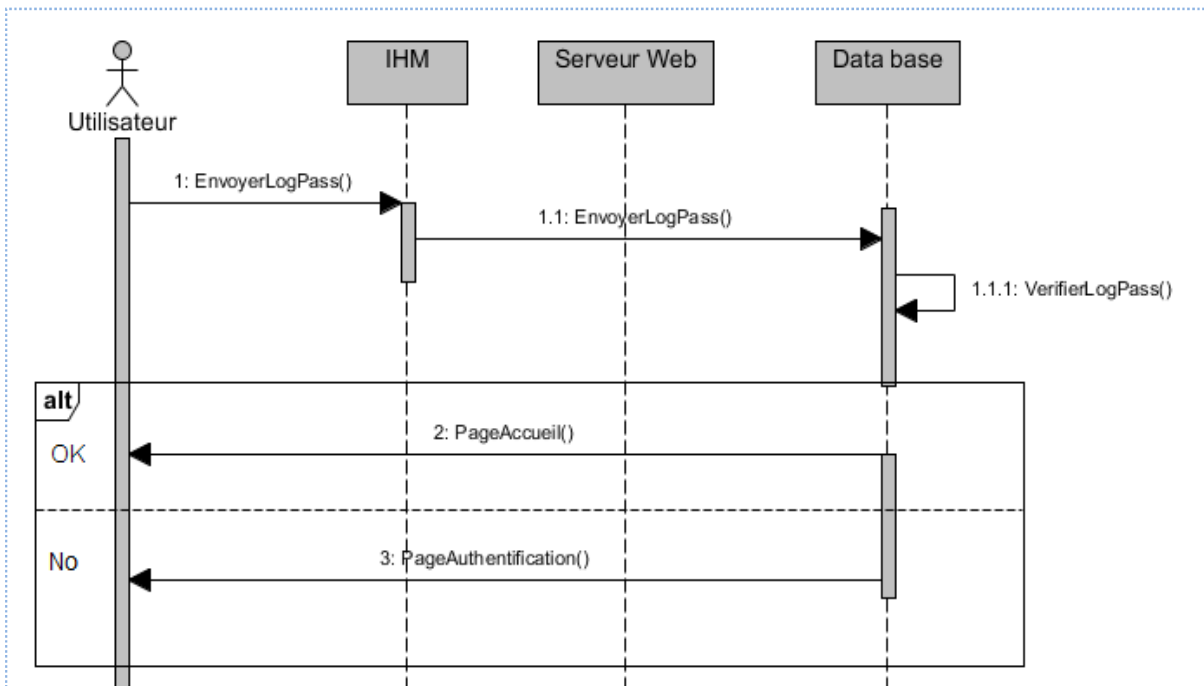 IHM
Serveur Web
Data base
Utilisateur
1: EnvoyerLogPass()
1.1: EnvoyerLogPass()
1.1.1: VerifierLogPass()
alt
2: PageAccueil()
OK
No
3: PageAuthentification()